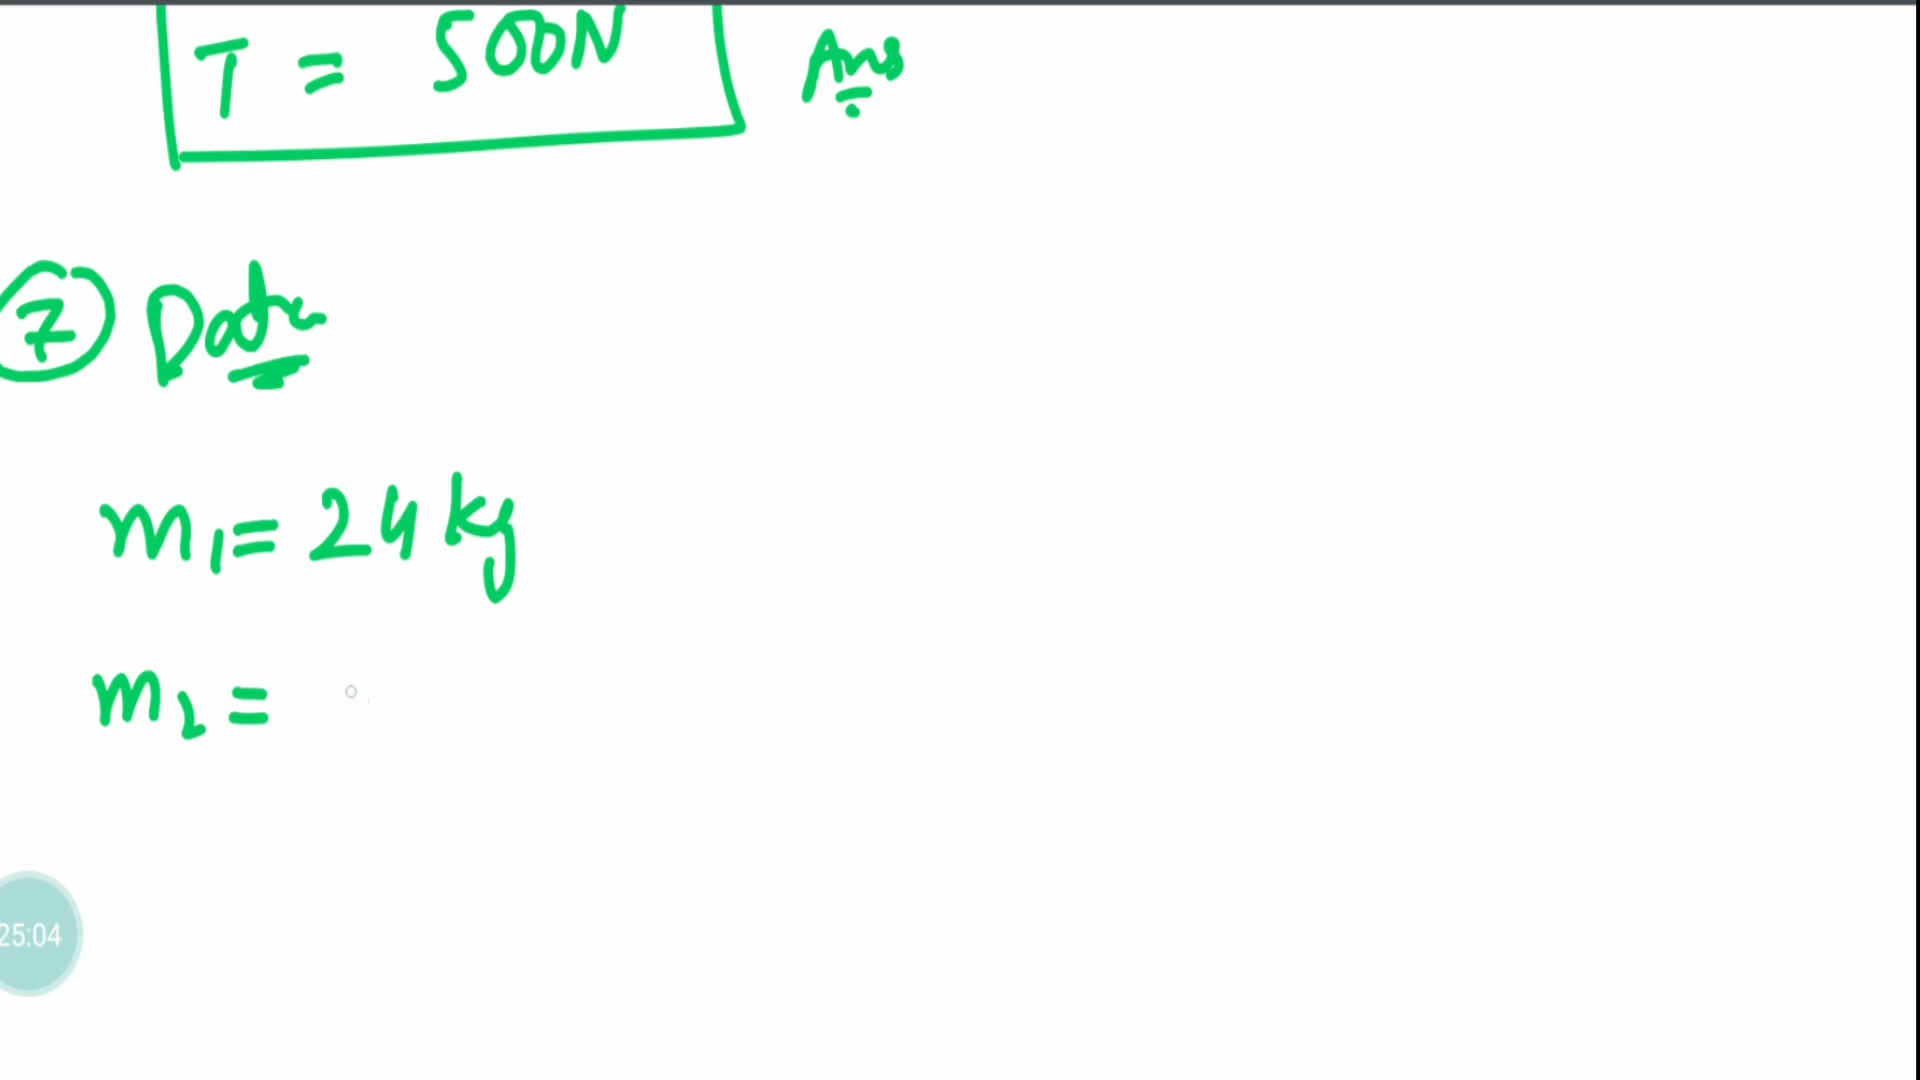 T = 500N Ans
7 Data
m1 = 24 kg
m2 =
25:04